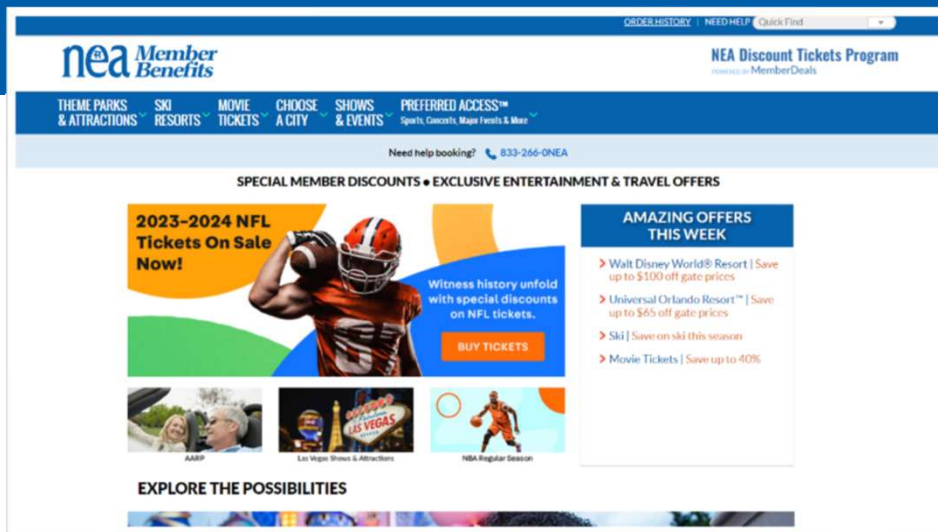 ORDER HISTORY | NEED HELP Quick Find
nea Member
Benefits
NEA Discount Tickets Program
POWERED BY MemberDeals
THEME PARKS
& ATTRACTIONS
SKI
RESORTS
MOVIE
TICKETS
CHOOSE
A CITY
SHOWS
& EVENTS
PREFERRED ACCESS™
Sports, Concerts, Major Events & More
Need help booking? 833-266-0NEA
SPECIAL MEMBER DISCOUNTS • EXCLUSIVE ENTERTAINMENT & TRAVEL OFFERS
2023-2024 NFL
Tickets On Sale
Now!
Witness history unfold
with special discounts
on NFL tickets.
BUY TICKETS
AMAZING OFFERS
THIS WEEK
Walt Disney World® Resort | Save
up to $100 off gate prices
Universal Orlando Resort™ | Save
up to $65 off gate prices
Ski | Save on ski this season
Movie Tickets | Save up to 40%
LAS VEGAS
AARP
Las Vegas Shows & Attractions
NBA Regular Season
EXPLORE THE POSSIBILITIES